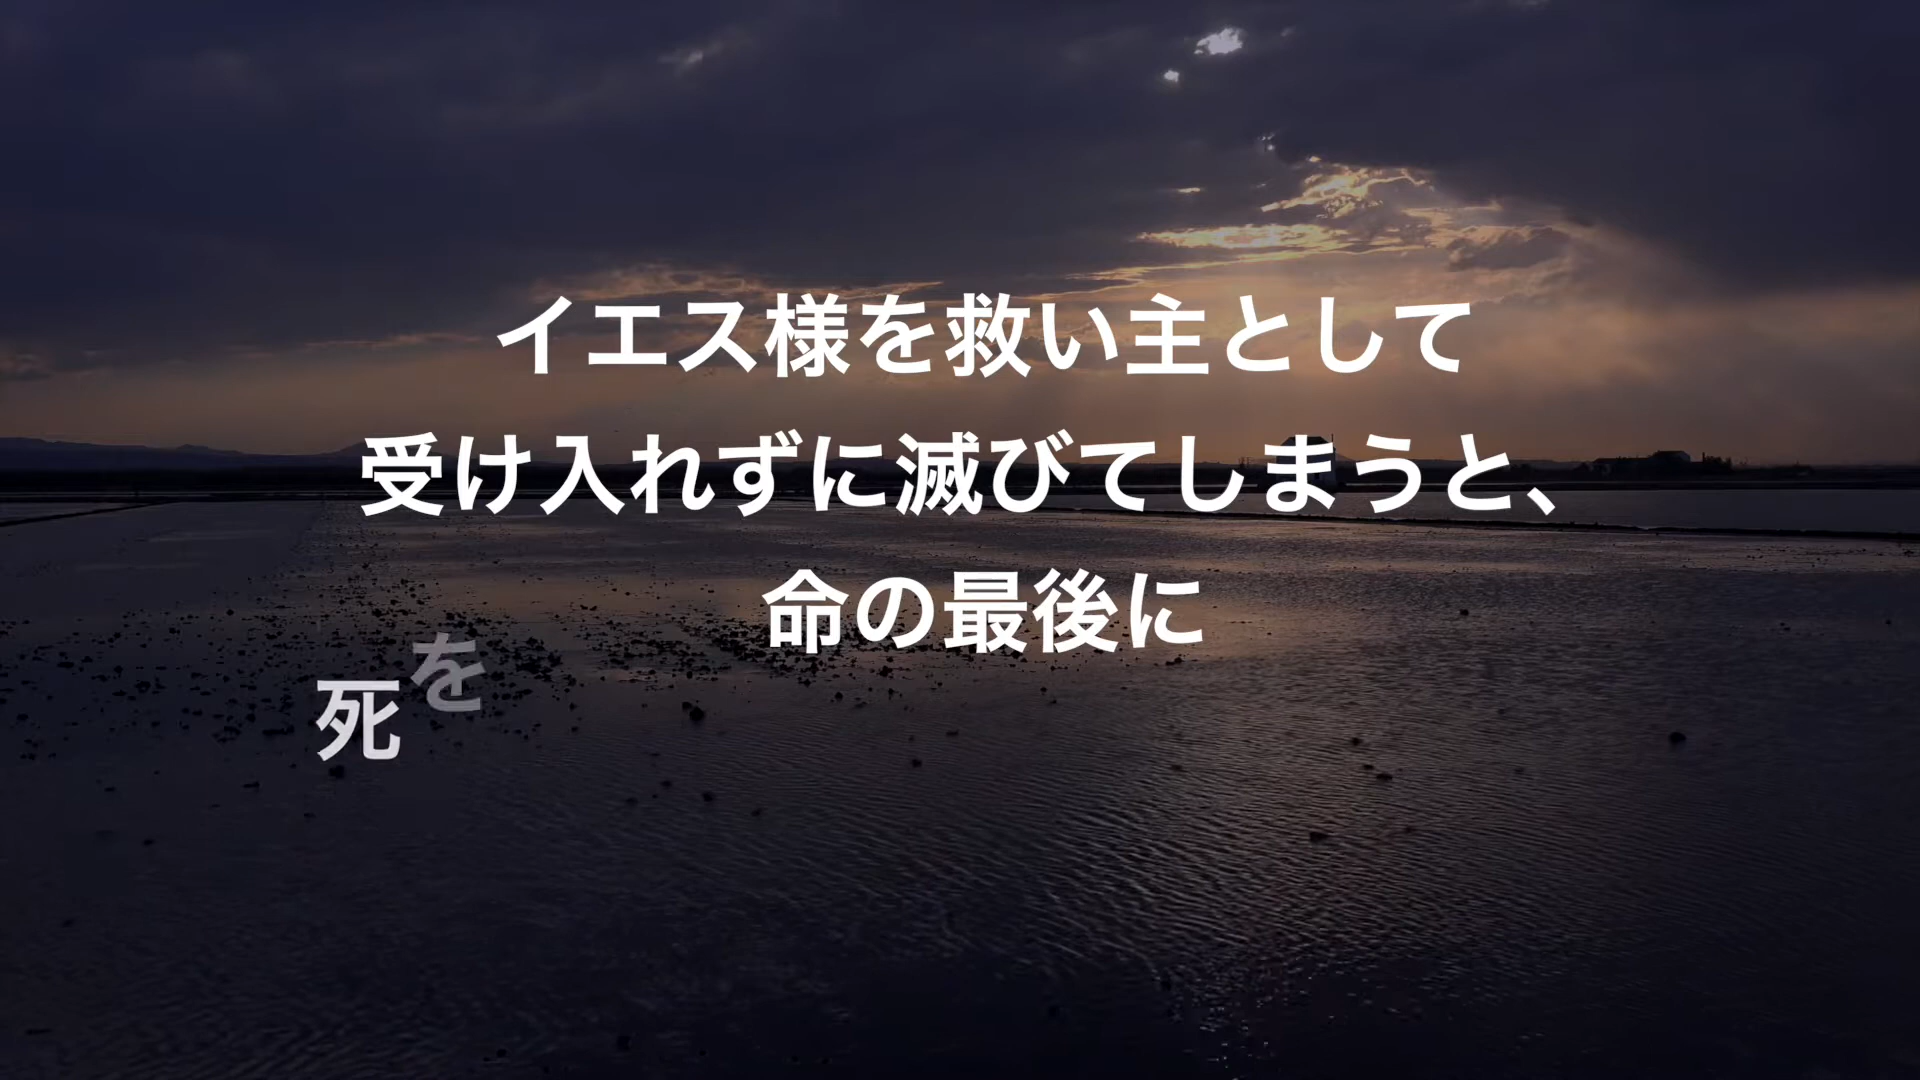 イエス様を救い主として
受け入れずに滅びてしまうと、
命の最後に
死を